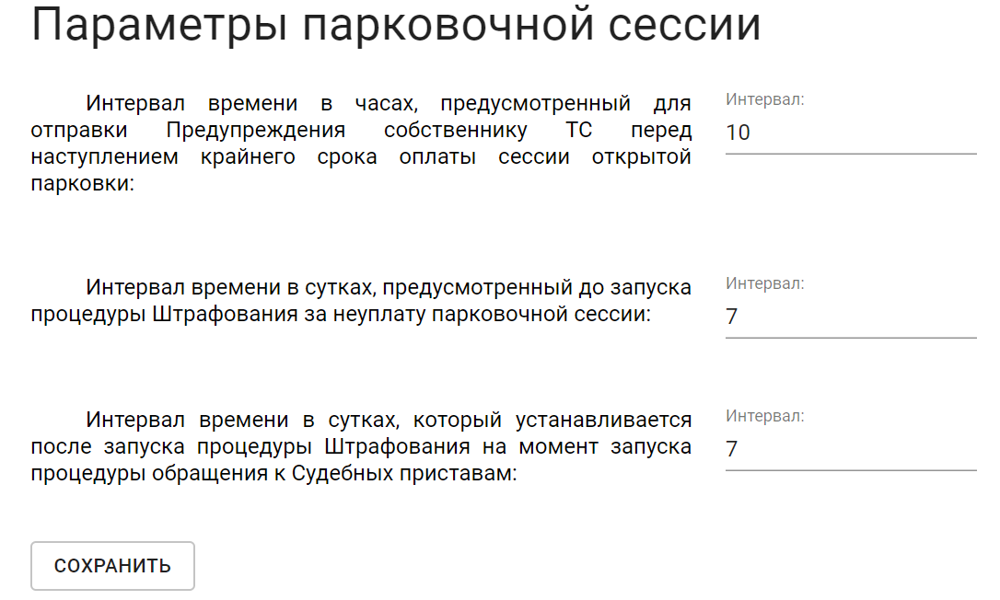 Параметры парковочной сессии
Интервал времени в часах, предусмотренный для
отправки Предупреждения собственнику ТС перед
наступлением крайнего срока оплаты сессии открытой
парковки:
Интервал:
10
Интервал времени в сутках, предусмотренный до запуска
процедуры Штрафования за неуплату парковочной сессии:
Интервал:
7
Интервал времени в сутках, который устанавливается
после запуска процедуры Штрафования на момент запуска
процедуры обращения к Судебных приставам:
Интервал:
7
СОХРАНИТЬ